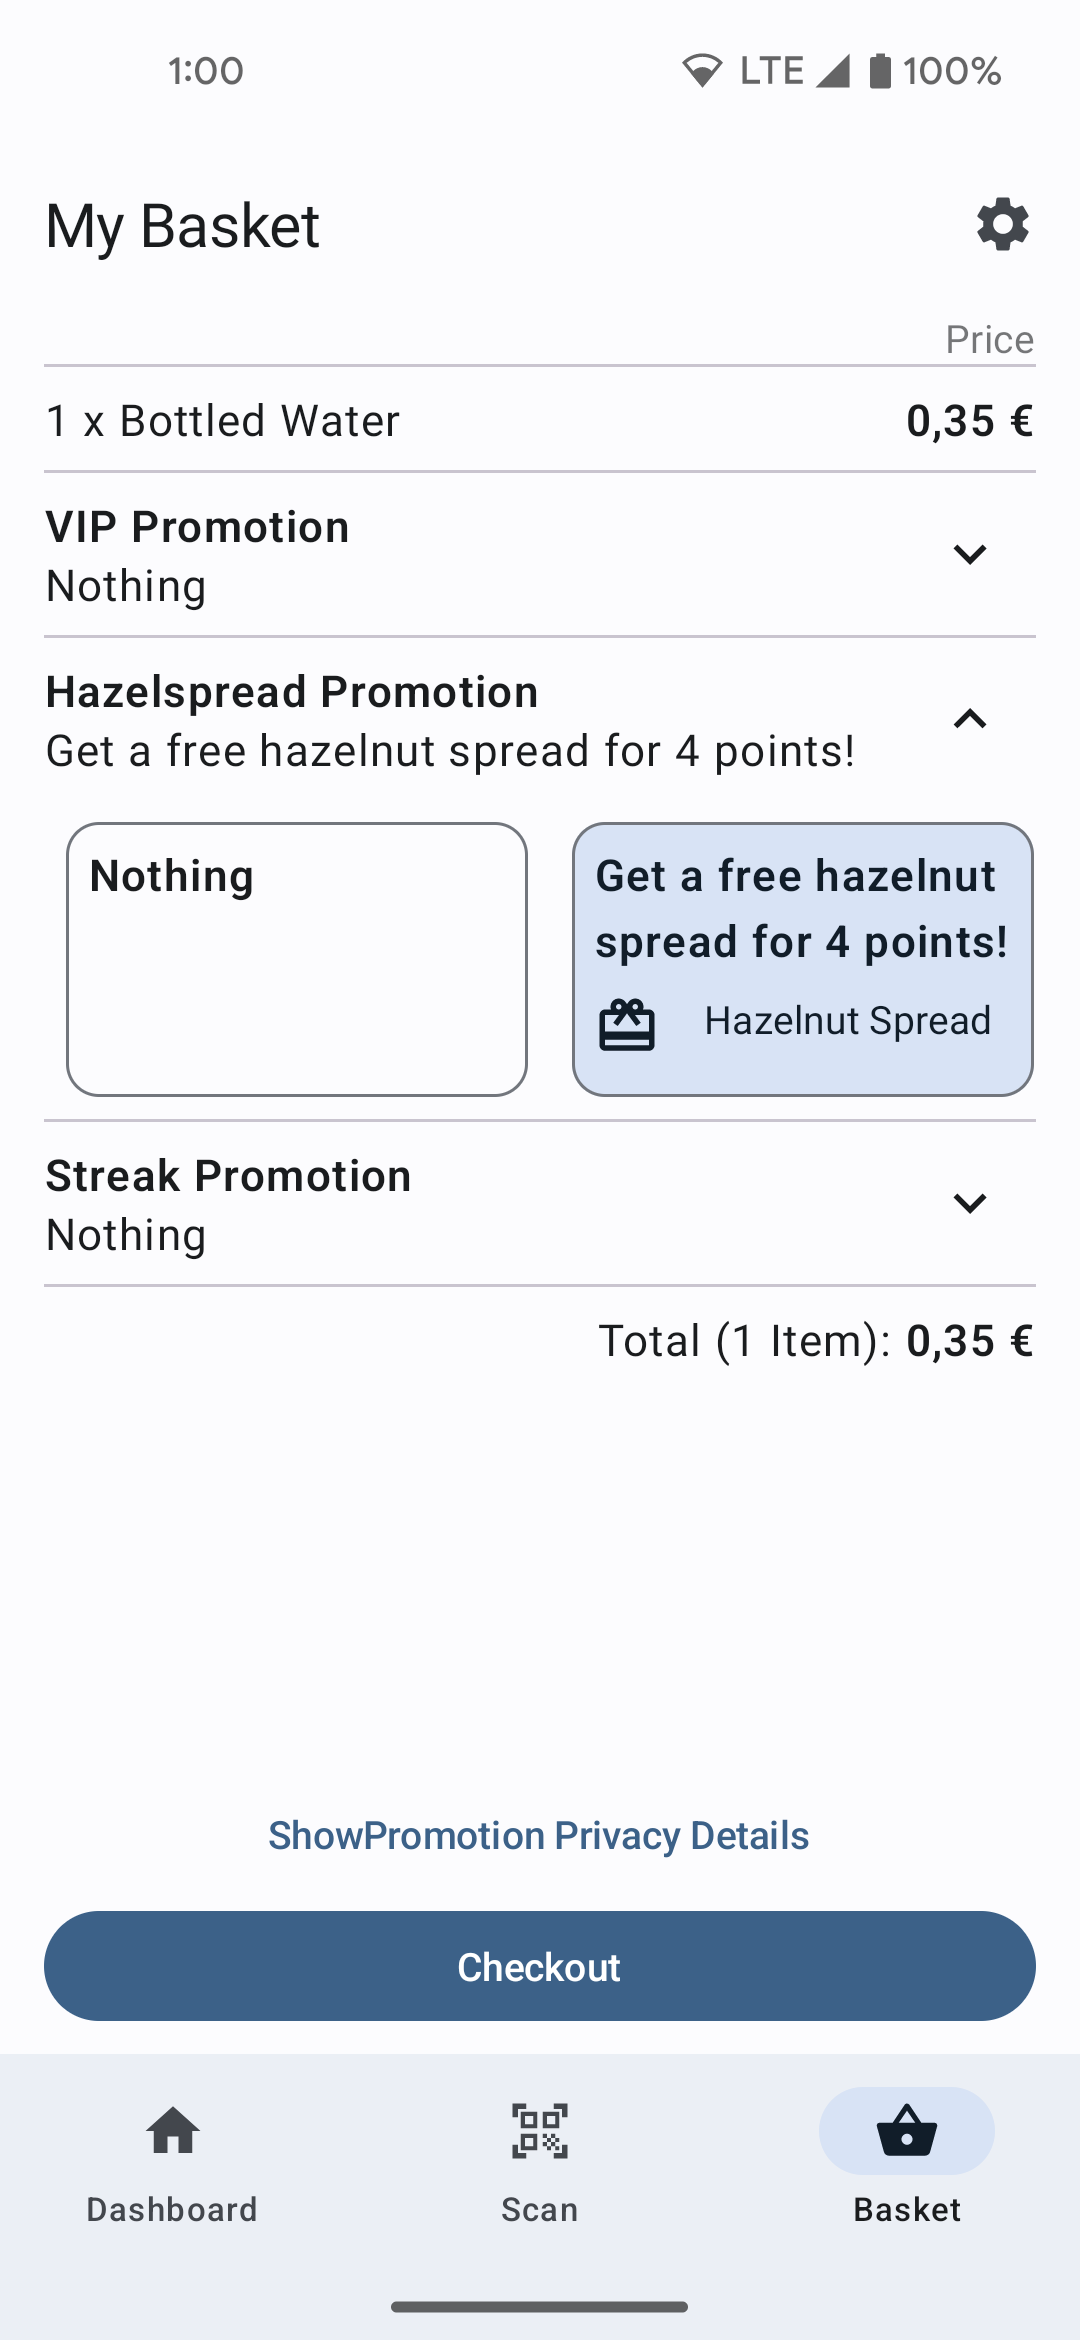 1:00 LTE 100%
My Basket
Price
1 x Bottled Water 0,35 €
VIP Promotion
Nothing
Hazelspread Promotion
Get a free hazelnut spread for 4 points!
Nothing
Get a free hazelnut
spread for 4 points!
Hazelnut Spread
Streak Promotion
Nothing
Total (1 Item): 0,35 €
ShowPromotion Privacy Details
Checkout
Dashboard Scan Basket